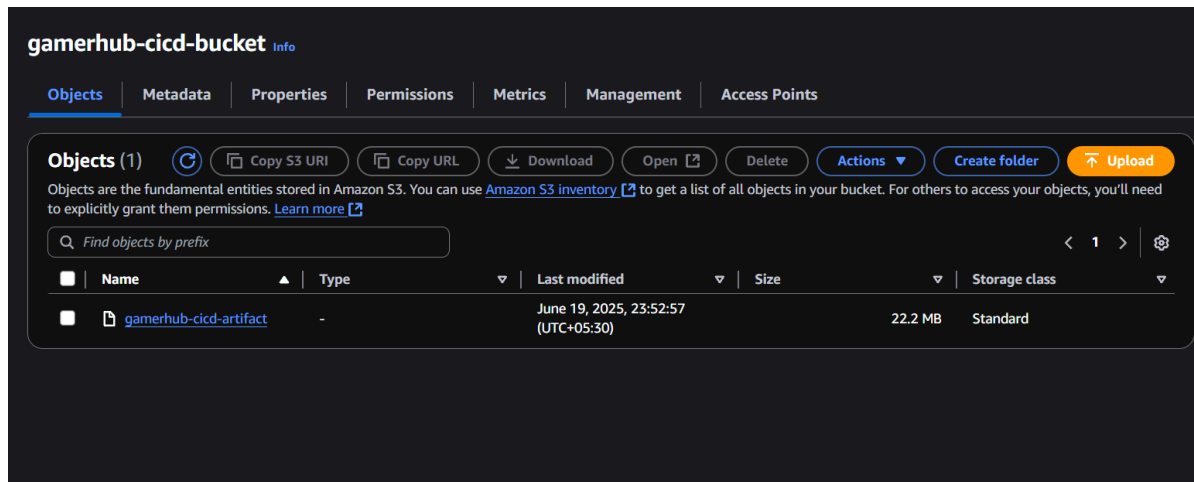 gamerhub-cicd-bucket Info
Objects Metadata Properties Permissions Metrics Management Access Points
Objects (1) Copy S3 URI Copy URL Download Open Delete Actions Create folder Upload
Objects are the fundamental entities stored in Amazon S3. You can use Amazon S3 inventory to get a list of all objects in your bucket. For others to access your objects, you'll need
to explicitly grant them permissions. Learn more
Find objects by prefix
1
Name Type Last modified Size Storage class
gamerhub-cicd-artifact - June 19, 2025, 23:52:57 22.2 MB Standard
(UTC+05:30)